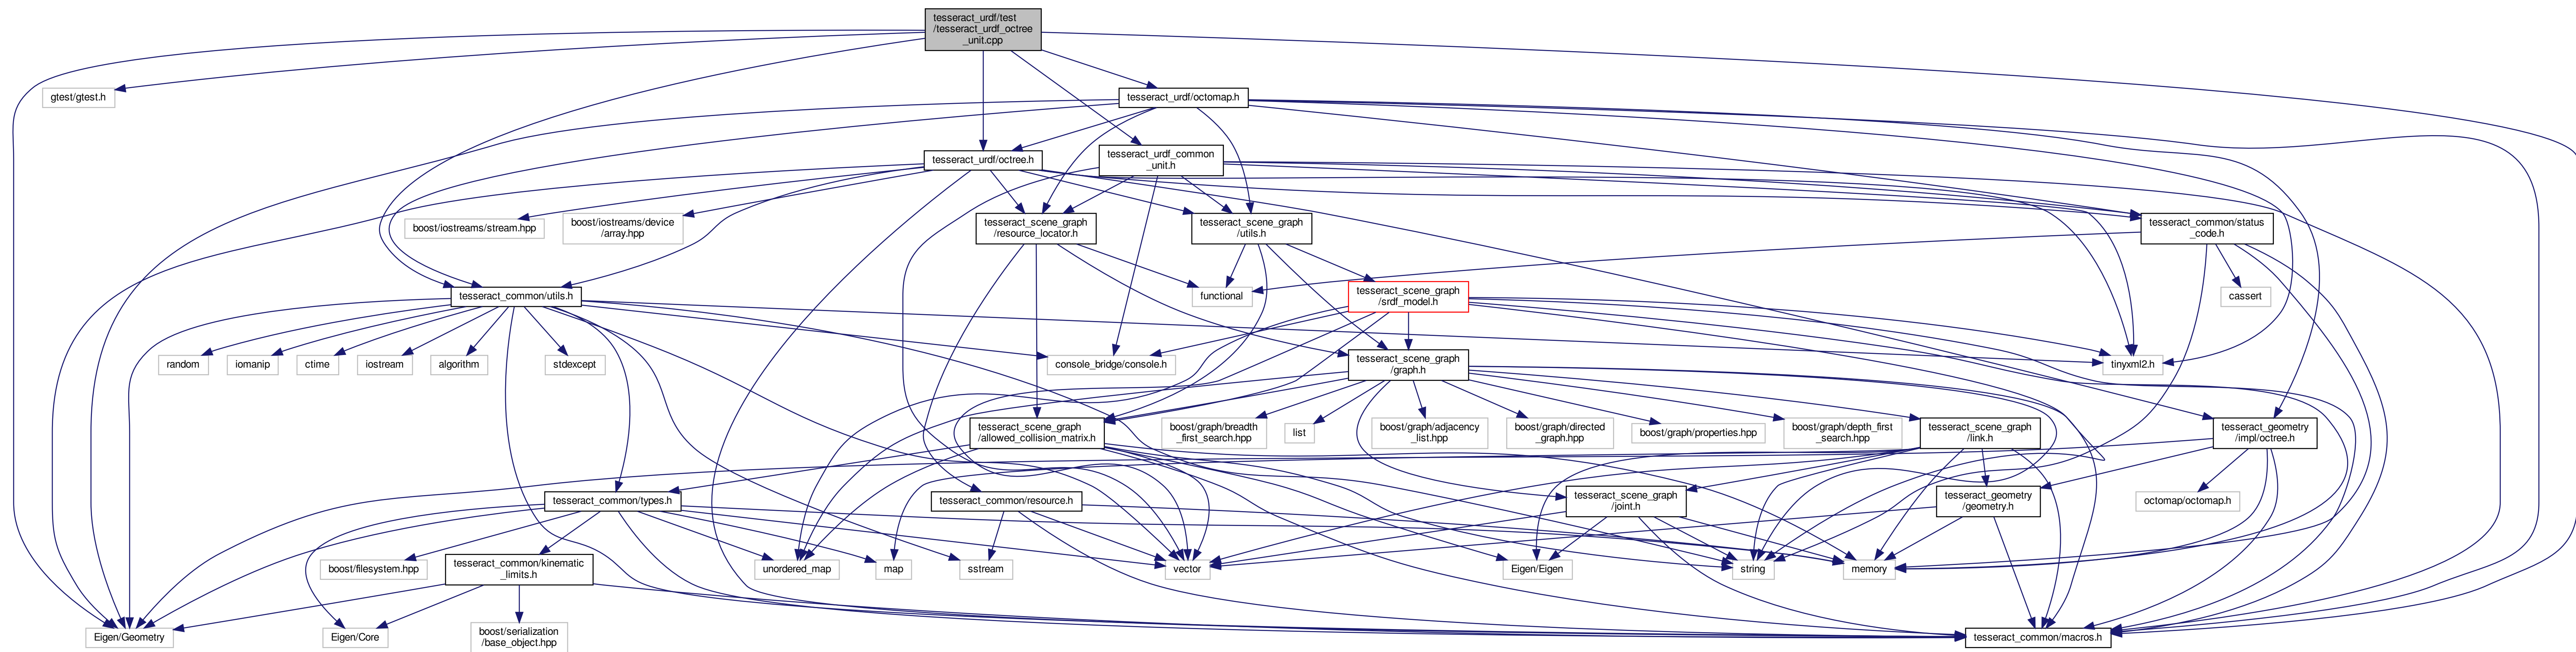 tesseract_urdf/test
/tesseract_urdf_octree
_unit.cpp
gtest/gtest.h
tesseract_urdf/octomap.h
tesseract_urdf/octree.h
tesseract_urdf_common
_unit.h
boost/iostreams/stream.hpp
boost/iostreams/device
/array.hpp
tesseract_scene_graph
/resource_locator.h
tesseract_scene_graph
/utils.h
tesseract_common/status
_code.h
tesseract_common/utils.h
functional
tesseract_scene_graph
/srdf_model.h
cassert
random
iomanip
ctime
iostream
algorithm
stdexcept
console_bridge/console.h
tesseract_scene_graph
/graph.h
tinyxml2.h
tesseract_scene_graph
/allowed_collision_matrix.h
boost/graph/breadth
_first_search.hpp
list
boost/graph/adjacency
_list.hpp
boost/graph/directed
_graph.hpp
boost/graph/properties.hpp
boost/graph/depth_first
_search.hpp
tesseract_scene_graph
/link.h
tesseract_geometry
/impl/octree.h
tesseract_common/types.h
tesseract_common/resource.h
tesseract_scene_graph
/joint.h
tesseract_geometry
/geometry.h
octomap/octomap.h
boost/filesystem.hpp
tesseract_common/kinematic
_limits.h
unordered_map
map
sstream
vector
Eigen/Eigen
string
memory
Eigen/Geometry
Eigen/Core
boost/serialization
/base_object.hpp
tesseract_common/macros.h